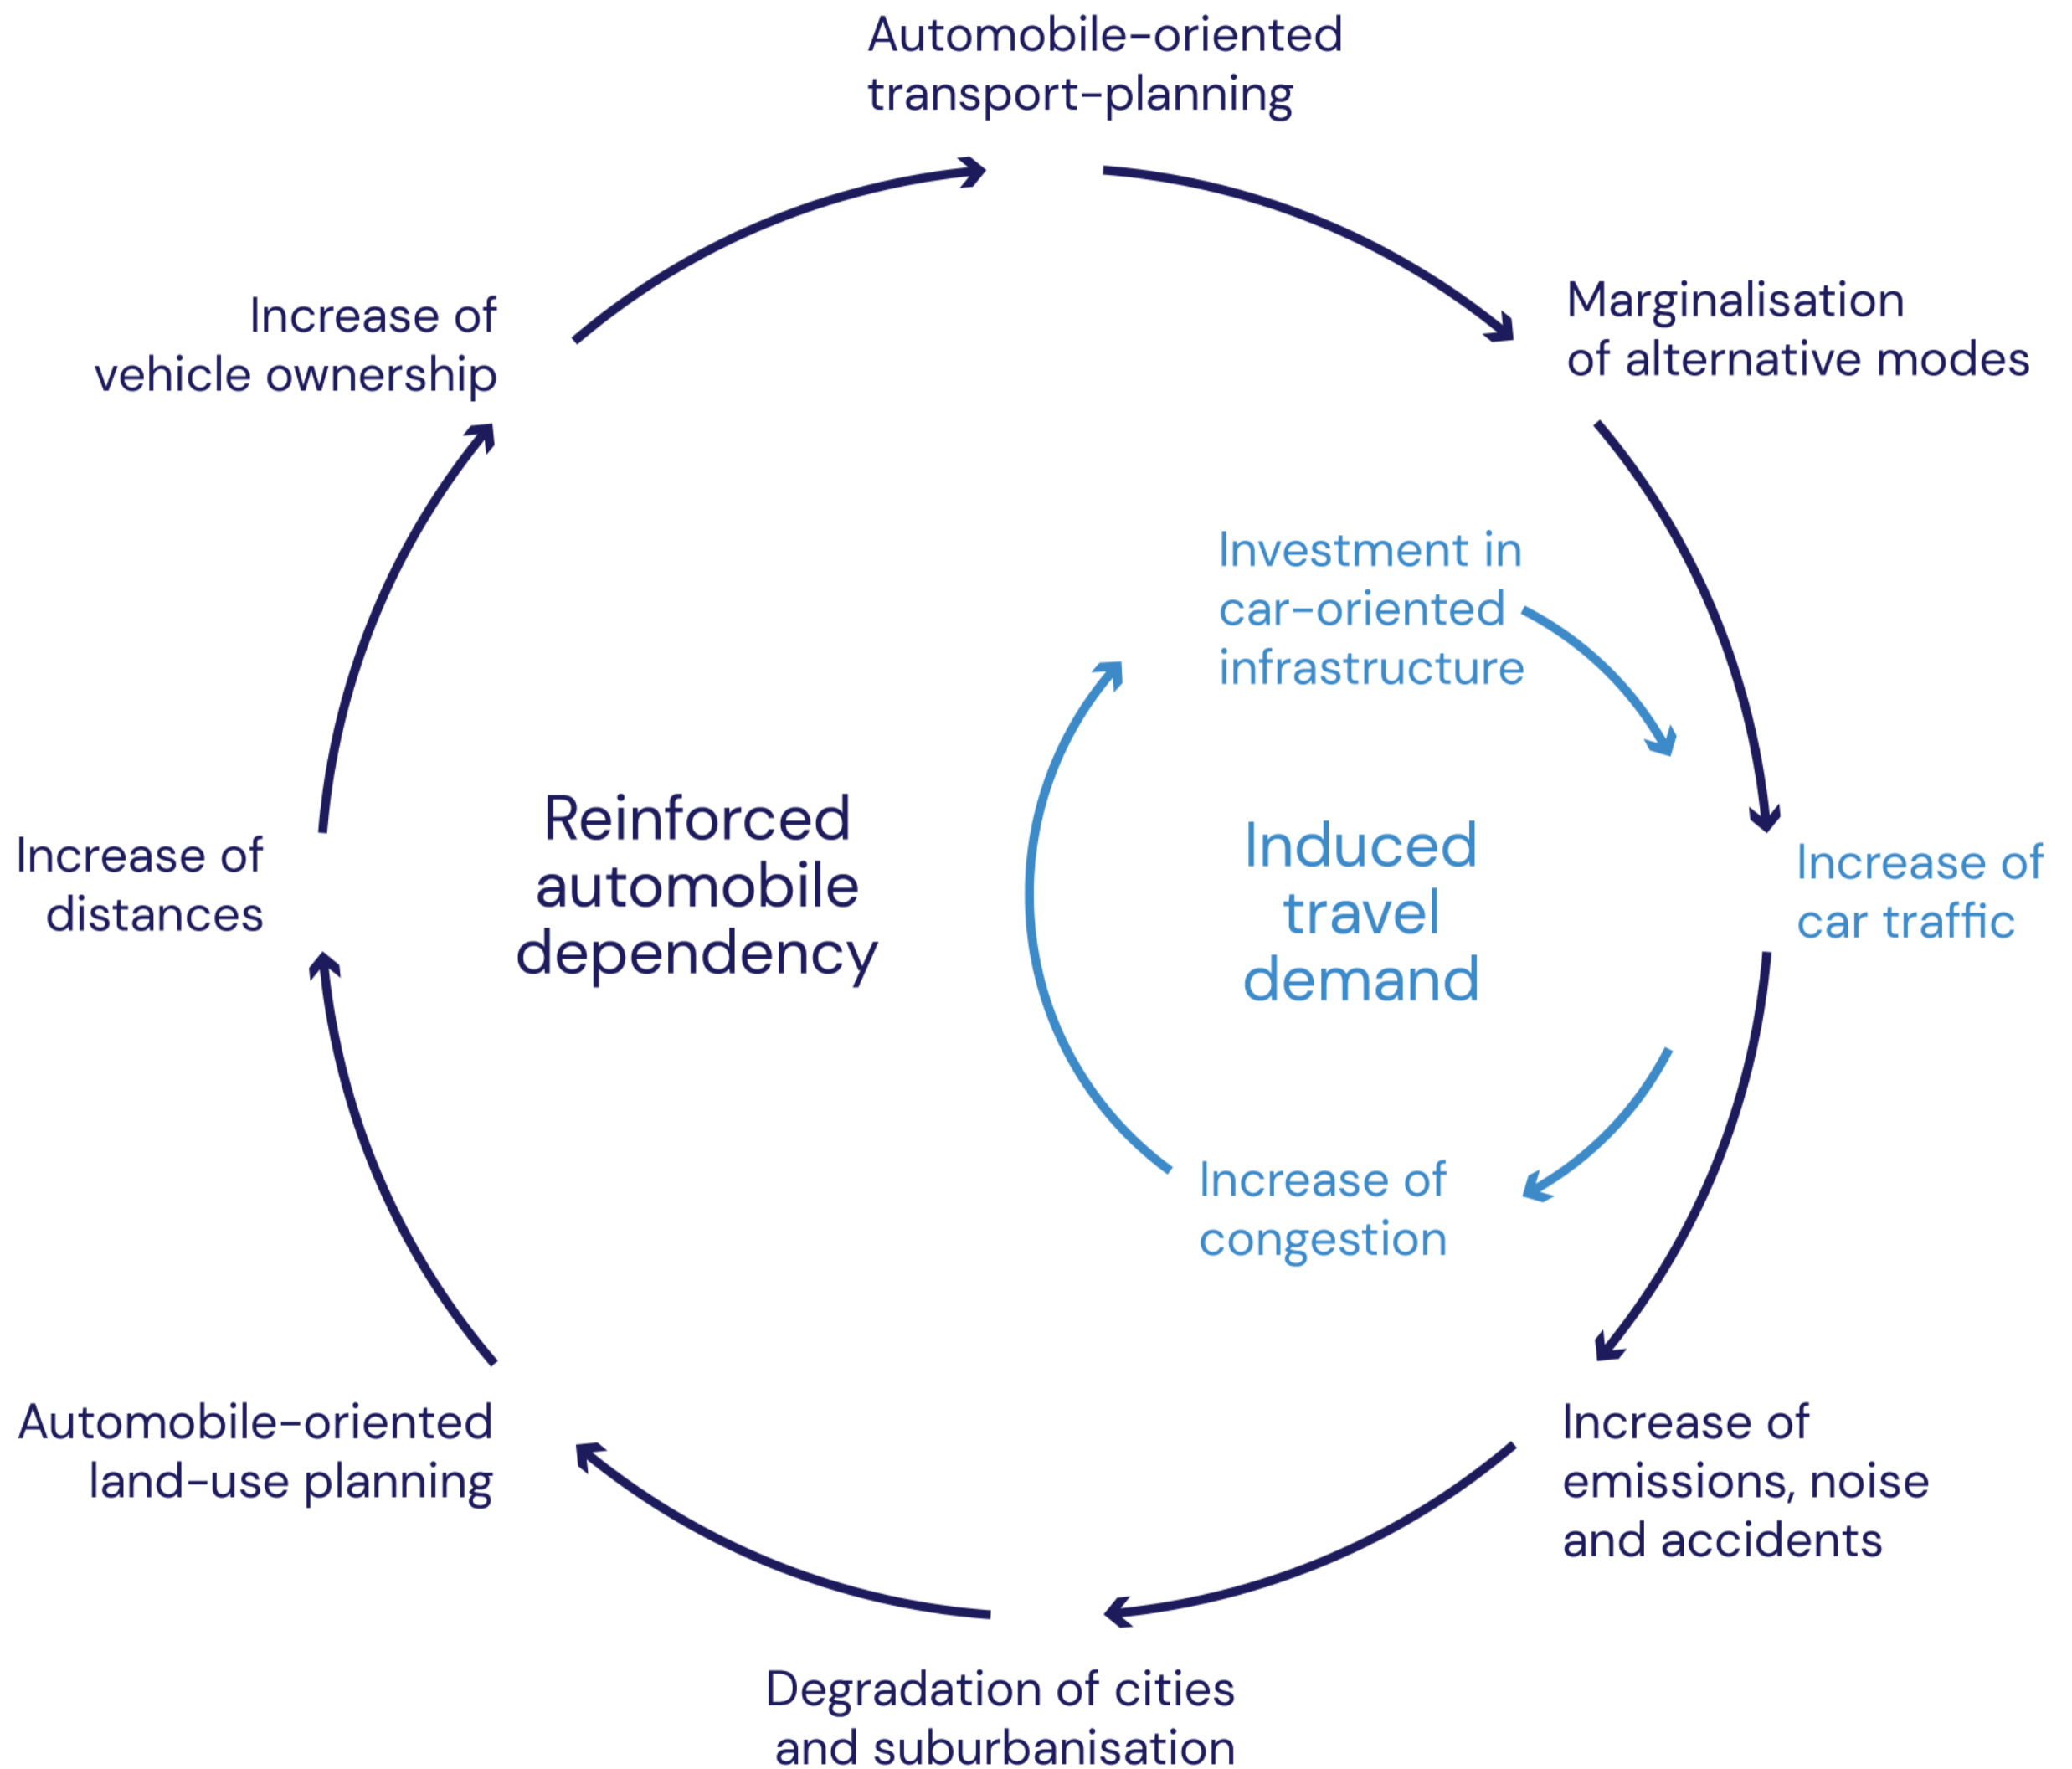 Automobile-oriented
transport-planning
Marginalisation
of alternative modes
Increase of
vehicle ownership
Investment in
car-oriented
infrastructure
Reinforced
automobile
dependency
Induced
travel
demand
Increase of
car traffic
Increase of
distances
Increase of
congestion
Automobile-oriented
land-use planning
Increase of
emissions, noise
and accidents
Degradation of cities
and suburbanisation